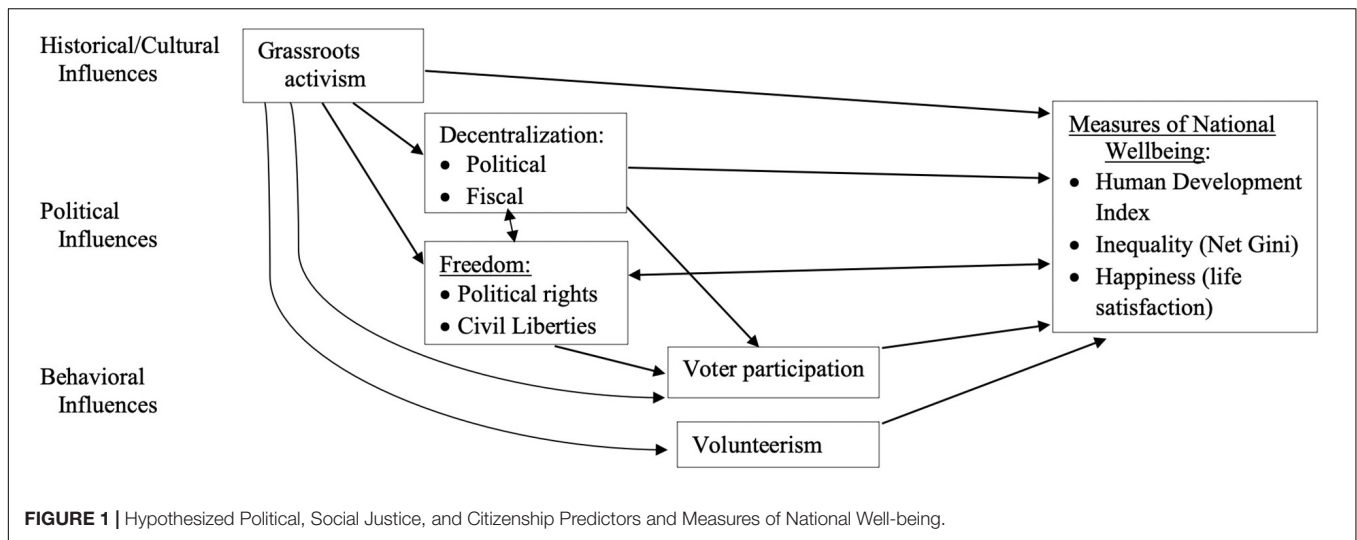 Historical/Cultural
Influences
Grassroots
activism
Decentralization:
• Political
• Fiscal
Measures of National
Wellbeing:
• Human Development
Index
• Inequality (Net Gini)
• Happiness (life
satisfaction)
Political
Influences
Freedom:
• Political rights
• Civil Liberties
Behavioral
Influences
Voter participation
Volunteerism
FIGURE 1 | Hypothesized Political, Social Justice, and Citizenship Predictors and Measures of National Well-being.